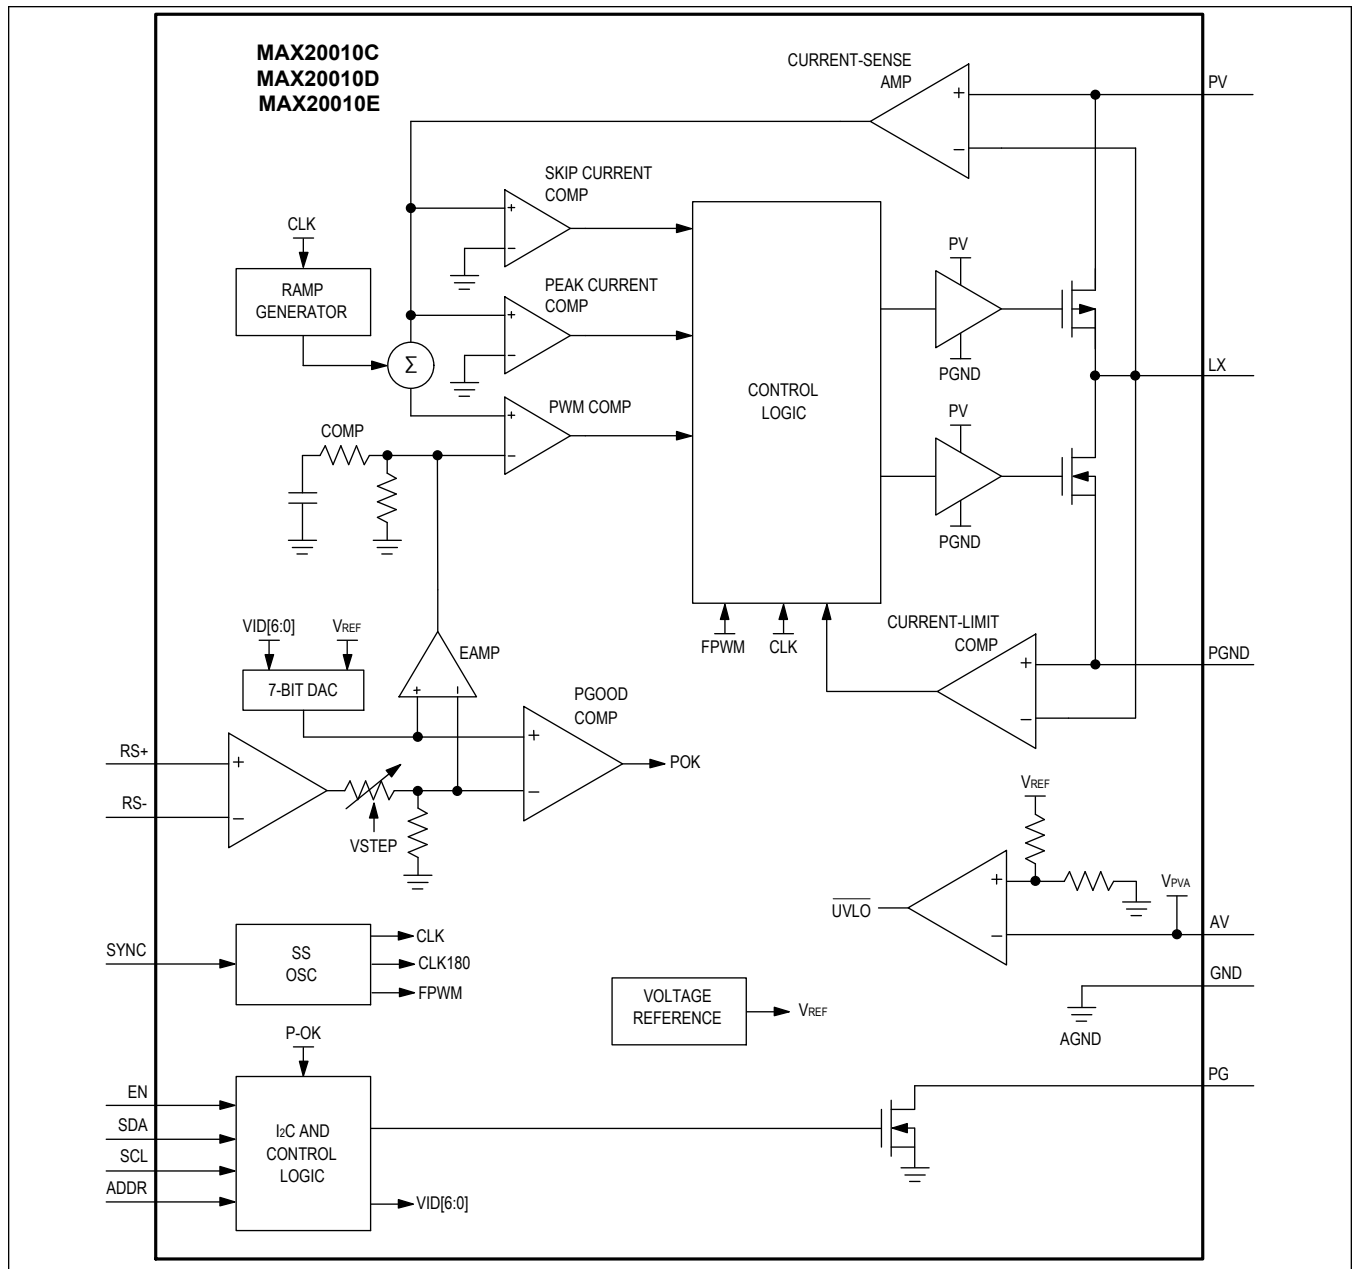 MAX20010C
MAX20010D
MAX20010E
CURRENT-SENSE
AMP
+
−
PV
SKIP CURRENT
COMP
+
−
CLK
RAMP
GENERATOR
PEAK CURRENT
COMP
+
−
Σ
PV
PGND
LX
CONTROL
LOGIC
PWM COMP
+
−
COMP
PV
PGND
FPWM
CLK
CURRENT-LIMIT
COMP
+
−
PGND
VID[6:0]
VREF
7-BIT DAC
EAMP
+
−
PGOOD
COMP
+
−
POK
RS+
RS-
+
−
VSTEP
VREF
+
−
UVLO
VPVA
AV
SYNC
SS
OSC
CLK
CLK180
FPWM
VOLTAGE
REFERENCE
VREF
GND
AGND
P-OK
EN
SDA
SCL
ADDR
I2C AND
CONTROL
LOGIC
VID[6:0]
PG